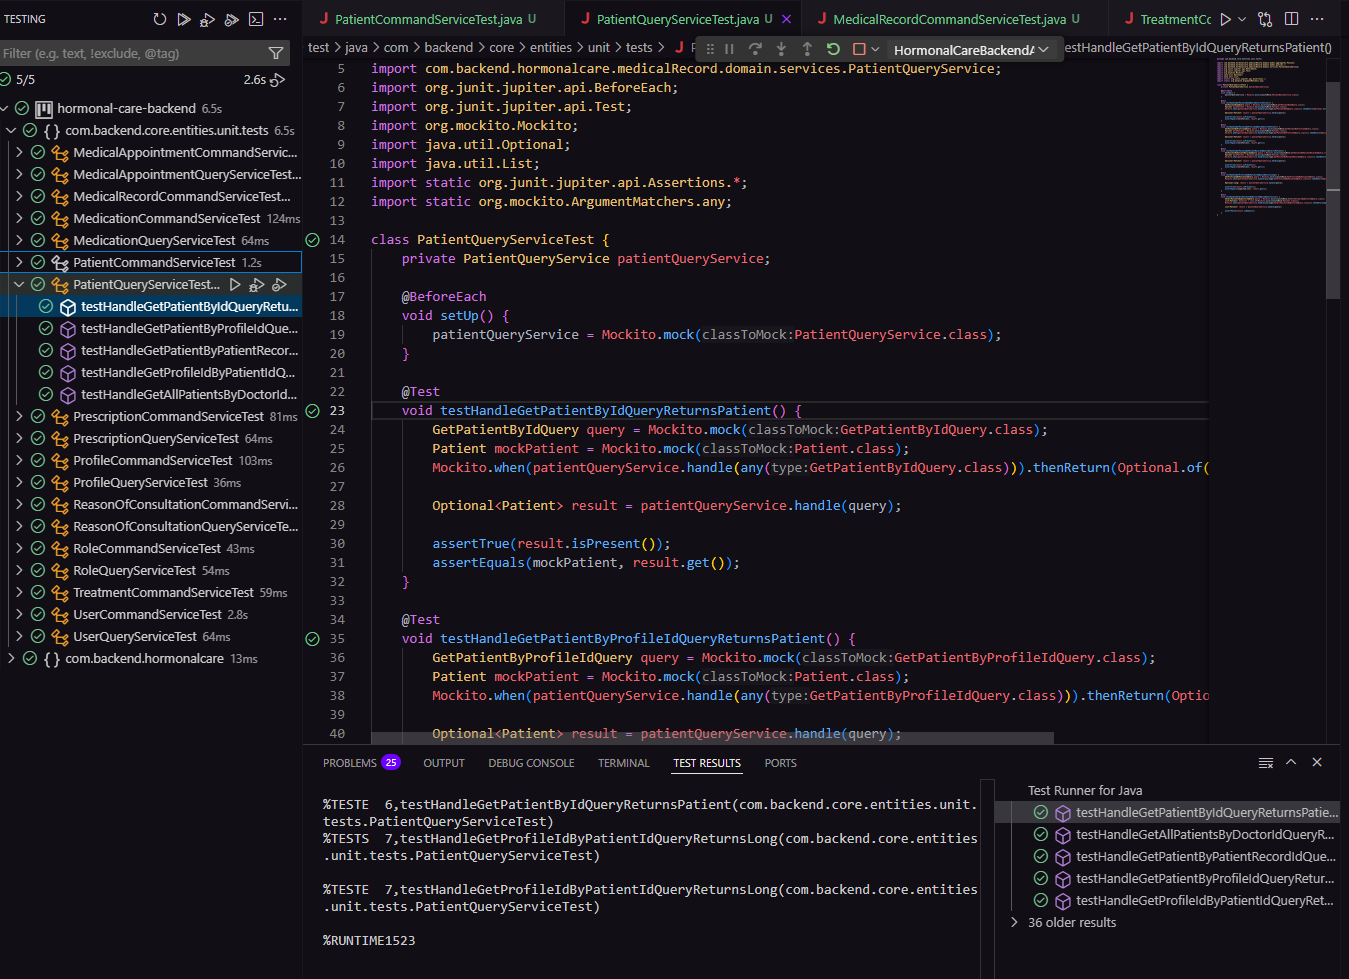 TESTING
Filter (e.g. text, !exclude, @tag)
5/5
2.6s
hormonal-care-backend 6.5s
{ } com.backend.core.entities.unit.tests 6.5s
MedicalAppointmentCommandServic...
MedicalAppointmentQueryServiceTest...
MedicalRecordCommandServiceTest...
MedicationCommandServiceTest 124ms
MedicationQueryServiceTest 64ms
PatientCommandServiceTest 1.2s
PatientQueryServiceTest...
testHandleGetPatientByIdQueryRetu...
testHandleGetPatientByProfileIdQue...
testHandleGetPatientByPatientRecor...
testHandleGetProfileIdByPatientIdQ...
testHandleGetAllPatientsByDoctorId...
PrescriptionCommandServiceTest 81ms
PrescriptionQueryServiceTest 64ms
ProfileCommandServiceTest 103ms
ProfileQueryServiceTest 36ms
ReasonOfConsultationCommandServi...
ReasonOfConsultationQueryServiceTe...
RoleCommandServiceTest 43ms
RoleQueryServiceTest 54ms
TreatmentCommandServiceTest 59ms
UserCommandServiceTest 2.8s
UserQueryServiceTest 64ms
{ } com.backend.hormonalcare 13ms
J PatientCommandServiceTest.java U
J PatientQueryServiceTest.java U
J MedicalRecordCommandServiceTest.java U
J TreatmentCo
test > java > com > backend > core > entities > unit > tests > J
HormonalCareBackendA
estHandleGetPatientByIdQueryReturnsPatient()
5 import com.backend.hormonalcare.medicalRecord.domain.services.PatientQueryService;
6 import org.junit.jupiter.api.BeforeEach;
7 import org.junit.jupiter.api.Test;
8 import org.mockito.Mockito;
9 import java.util.Optional;
10 import java.util.List;
11 import static org.junit.jupiter.api.Assertions.*;
12 import static org.mockito.ArgumentMatchers.any;
13
14 class PatientQueryServiceTest {
15 private PatientQueryService patientQueryService;
16
17 @BeforeEach
18 void setUp() {
19 patientQueryService = Mockito.mock(classToMock:PatientQueryService.class);
20 }
21
22 @Test
23 void testHandleGetPatientByIdQueryReturnsPatient() {
24 GetPatientByIdQuery query = Mockito.mock(classToMock:GetPatientByIdQuery.class);
25 Patient mockPatient = Mockito.mock(classToMock:Patient.class);
26 Mockito.when(patientQueryService.handle(any(type:GetPatientByIdQuery.class))).thenReturn(Optional.of(
27
28 Optional<Patient> result = patientQueryService.handle(query);
29
30 assertTrue(result.isPresent());
31 assertEquals(mockPatient, result.get());
32 }
33
34 @Test
35 void testHandleGetPatientByProfileIdQueryReturnsPatient() {
36 GetPatientByProfileIdQuery query = Mockito.mock(classToMock:GetPatientByProfileIdQuery.class);
37 Patient mockPatient = Mockito.mock(classToMock:Patient.class);
38 Mockito.when(patientQueryService.handle(any(type:GetPatientByProfileIdQuery.class))).thenReturn(Optio
39
40 Optional<Patient> result = patientQueryService.handle(query);
PROBLEMS 25 OUTPUT DEBUG CONSOLE TERMINAL TEST RESULTS PORTS
%TESTE 6,testHandleGetPatientByIdQueryReturnsPatient(com.backend.core.entities.unit.
tests.PatientQueryServiceTest)
%TESTS 7,testHandleGetProfileIdByPatientIdQueryReturnsLong(com.backend.core.entities
.unit.tests.PatientQueryServiceTest)
%TESTE 7,testHandleGetProfileIdByPatientIdQueryReturnsLong(com.backend.core.entities
.unit.tests.PatientQueryServiceTest)
%RUNTIME1523
Test Runner for Java
testHandleGetPatientByIdQueryReturnsPatie...
testHandleGetAllPatientsByDoctorIdQueryR...
testHandleGetPatientByPatientRecordIdQue...
testHandleGetPatientByProfileIdQueryRetur...
testHandleGetProfileIdByPatientIdQueryRet...
36 older results